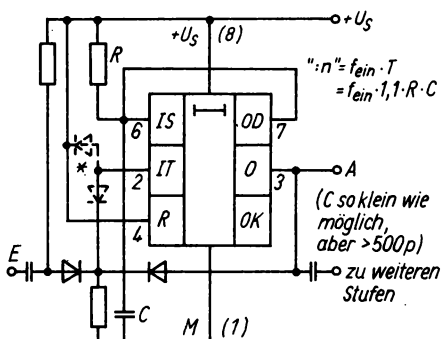 +U_S (8) +U_S
R
":n" = f_ein · T
= f_ein · 1,1 · R · C
6 IS OD 7
2 IT O 3 A
*
4 R OK
(C so klein wie
möglich,
aber >500p)
E
zu weiteren
Stufen
C M (1)